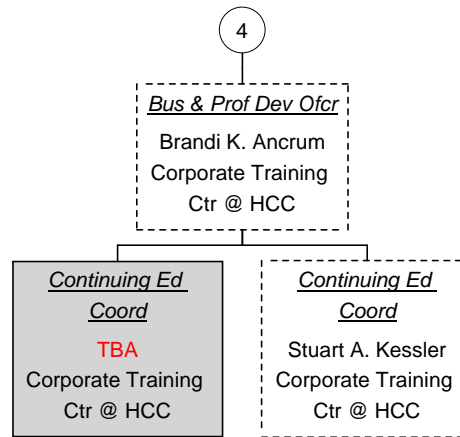 4
Bus & Prof Dev Ofcr
Brandi K. Ancrum
Corporate Training
Ctr @ HCC
Continuing Ed
Coord
TBA
Corporate Training
Ctr @ HCC
Continuing Ed
Coord
Stuart A. Kessler
Corporate Training
Ctr @ HCC